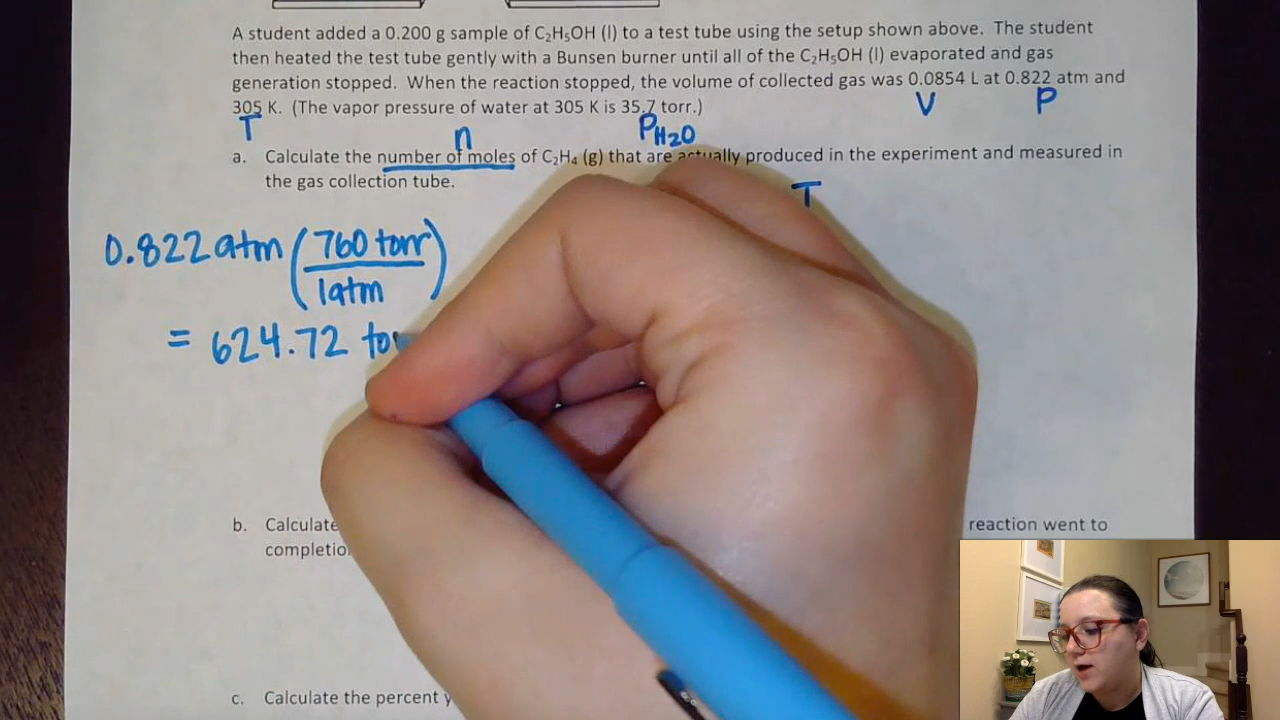 A student added a 0.200 g sample of C₂H₅OH (l) to a test tube using the setup shown above. The student
then heated the test tube gently with a Bunsen burner until all of the C₂H₅OH (l) evaporated and gas
generation stopped. When the reaction stopped, the volume of collected gas was 0.0854 L at 0.822 atm and
305 K. (The vapor pressure of water at 305 K is 35.7 torr.)
V P
T n P H₂O
a. Calculate the number of moles of C₂H₄ (g) that are actually produced in the experiment and measured in
the gas collection tube.
T
0.822 atm (760 torr
1 atm)
= 624.72
b. Calculate reaction went to
c. Calculate the percent